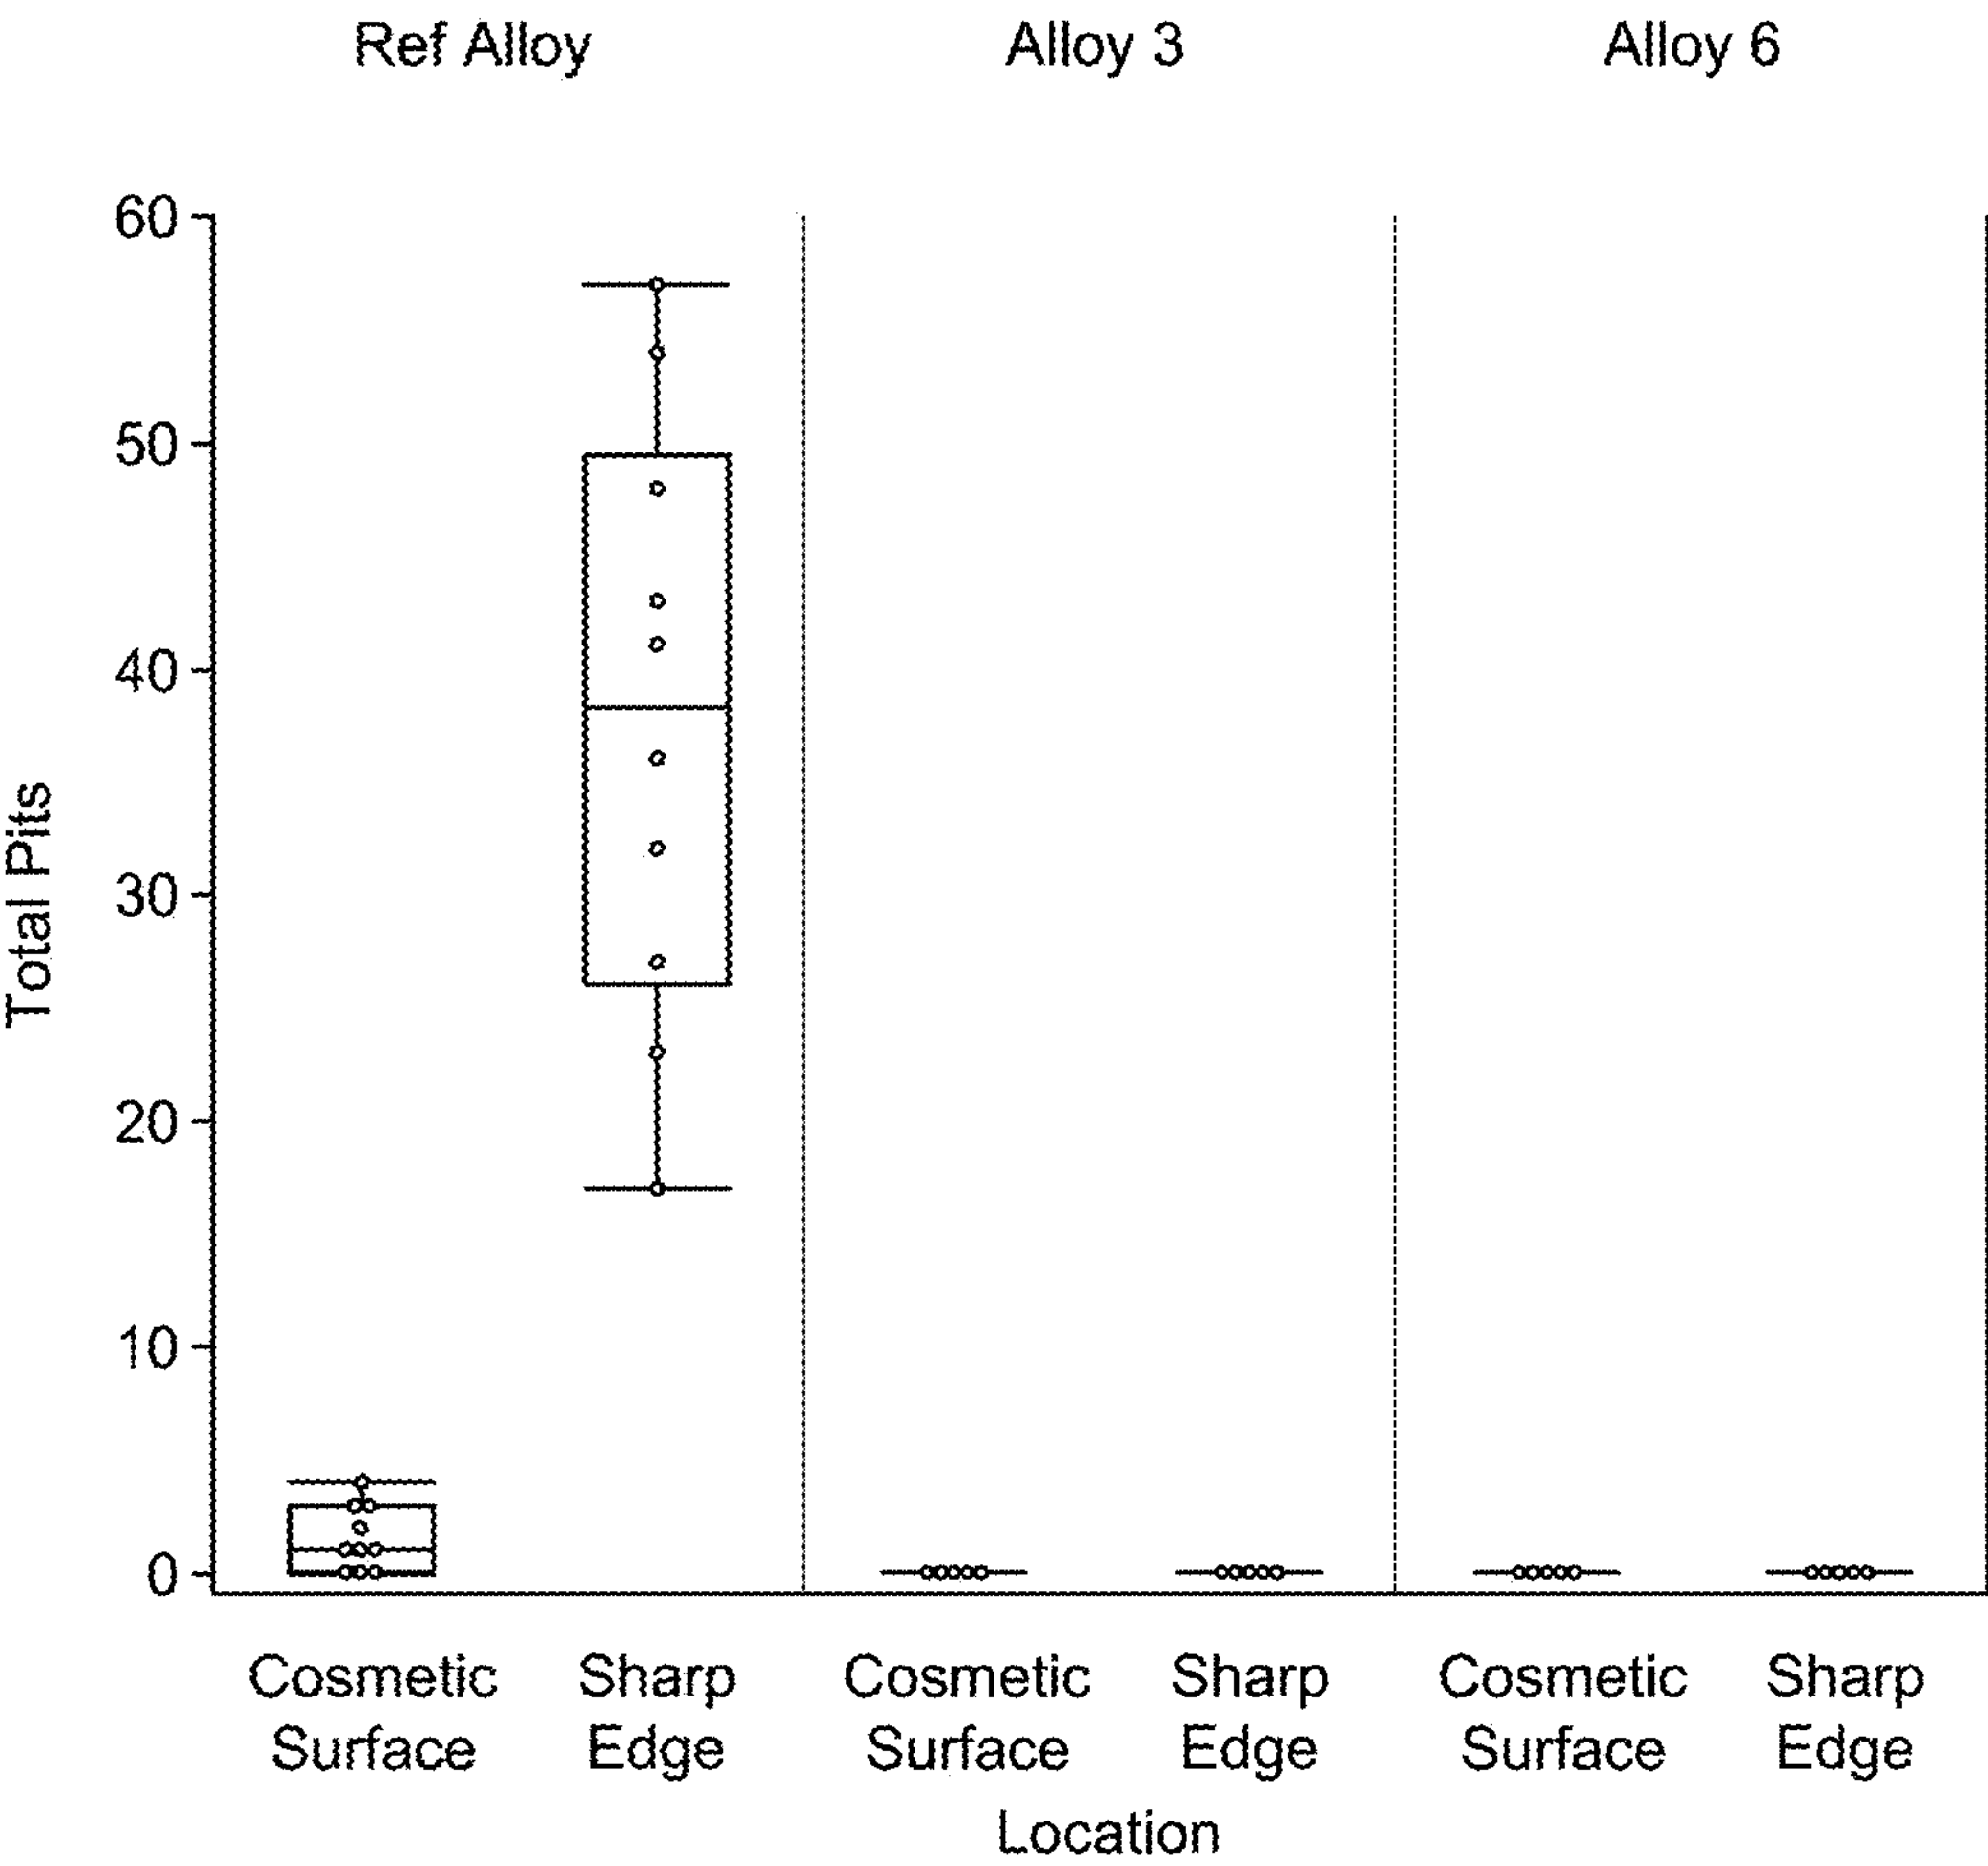 Ref Alloy
Alloy 3
Alloy 6
60
50
40
30
20
10
0
Total Pits
Cosmetic
Surface
Sharp
Edge
Cosmetic
Surface
Sharp
Edge
Cosmetic
Surface
Sharp
Edge
Location